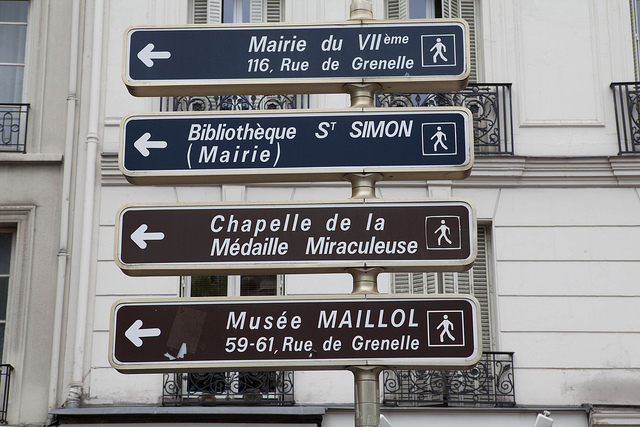 Mairie du VIIème
116, Rue de Grenelle
Bibliothèque ST SIMON
(Mairie)
Chapelle de la
Médaille Miraculeuse
Musée MAILLOL
59-61, Rue de Grenelle